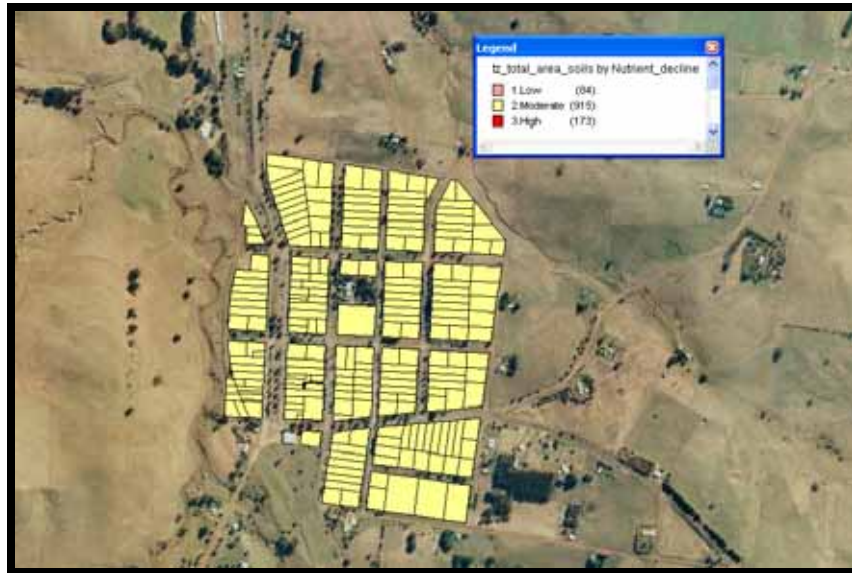 Legend
tz_total_area_soils by Nutrient_decline
1.Low (84)
2.Moderate (915)
3.High (173)